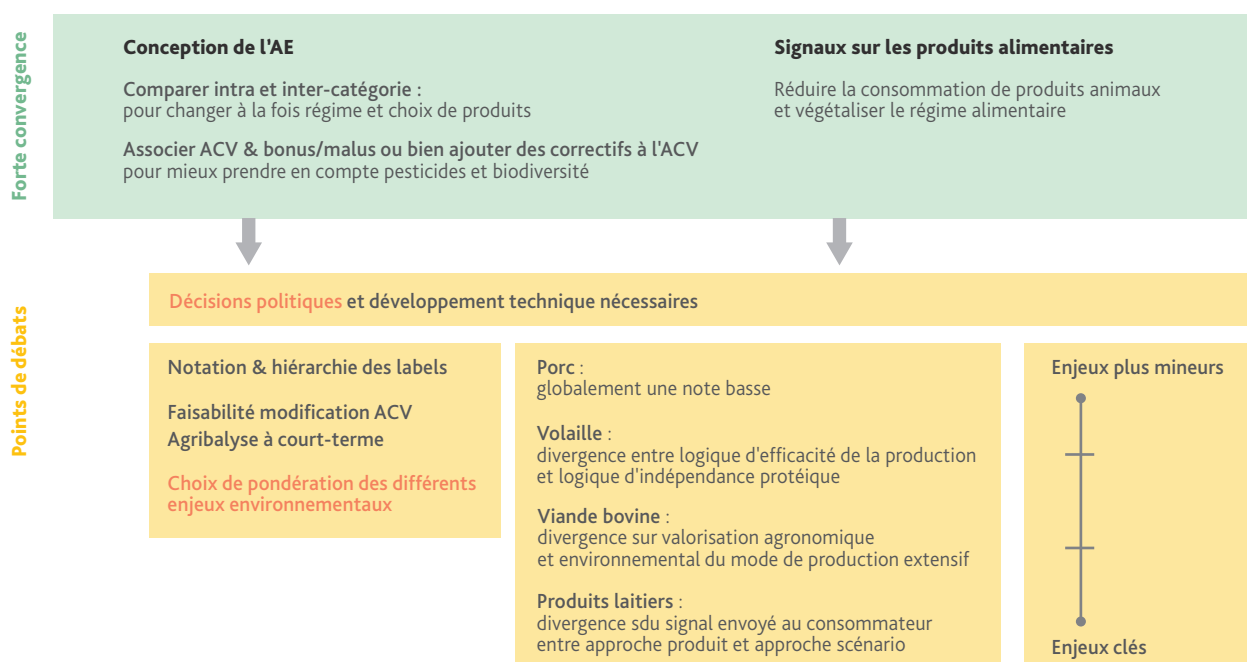 Forte convergence
Conception de l'AE
Comparer intra et inter-catégorie :
pour changer à la fois régime et choix de produits
Associer ACV & bonus/malus ou bien ajouter des correctifs à l'ACV
pour mieux prendre en compte pesticides et biodiversité
Signaux sur les produits alimentaires
Réduire la consommation de produits animaux
et végétaliser le régime alimentaire
Points de débats
Décisions politiques et développement technique nécessaires
Notation & hiérarchie des labels
Faisabilité modification ACV
Agribalyse à court-terme
Choix de pondération des différents
enjeux environnementaux
Porc :
globalement une note basse
Volaille :
divergence entre logique d'efficacité de la production
et logique d'indépendance protéique
Viande bovine :
divergence sur valorisation agronomique
et environnemental du mode de production extensif
Produits laitiers :
divergence sdu signal envoyé au consommateur
entre approche produit et approche scénario
Enjeux plus mineurs
Enjeux clés